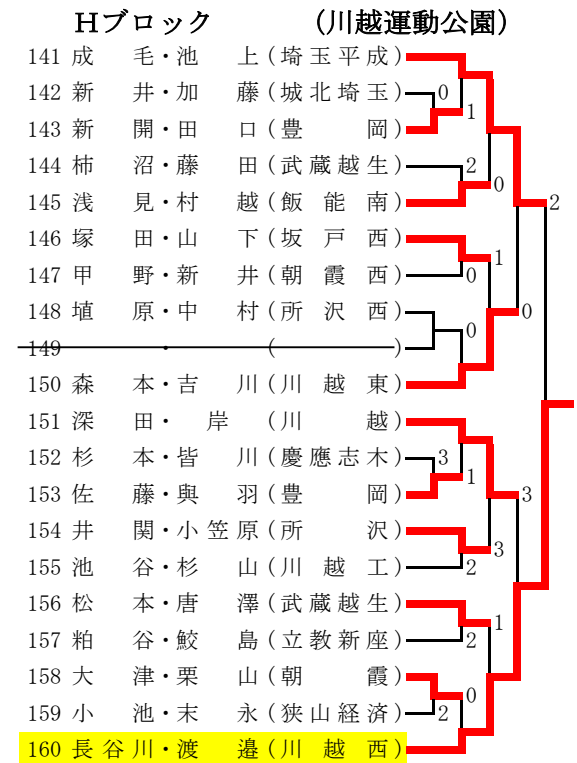 Hブロック (川越運動公園)
141 成 毛・池 上 (埼玉平成)
142 新 井・加 藤 (城北埼玉) 0
1
143 新 開・田 口 (豊 岡)
144 柿 沼・藤 田 (武蔵越生) 2
0
145 浅 見・村 越 (飯 能 南) 2
146 塚 田・山 下 (坂 戸 西)
1
147 甲 野・新 井 (朝 霞 西) 0
148 埴 原・中 村 (所 沢 西) 0
0
149 ・ ( )
150 森 本・吉 川 (川 越 東)
151 深 田・ 岸 (川 越)
152 杉 本・皆 川 (慶應志木) 3
1
153 佐 藤・與 羽 (豊 岡) 3
154 井 関・小笠原 (所 沢)
3
155 池 谷・杉 山 (川 越 工) 2
156 松 本・唐 澤 (武蔵越生)
1
157 粕 谷・鮫 島 (立教新座) 2
158 大 津・栗 山 (朝 霞)
0
159 小 池・末 永 (狭山経済) 2
160 長谷川・渡 邉 (川 越 西)